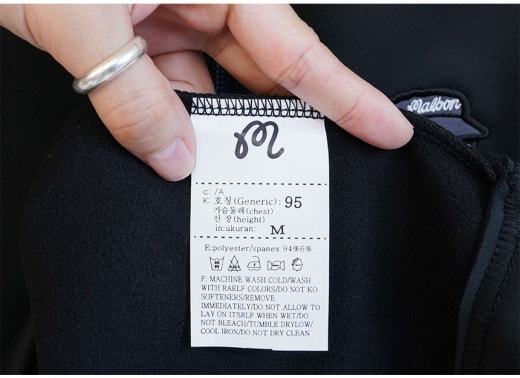 Malbon
M
C: /A
K: 호칭(Generic): 95
가슴둘레(chest)
신 장(height)
in:ukuran: M
E:polyester/spanex 94%6%
F: MACHINE WASH COLD/WASH
WITH RAELF COLORS/DO NOT KO
SOFTENERS/REMOVE
IMMEDIATELY/DO NOT ALLOW TO
LAY ON ITSRLF WHEN WET/DO
NOT BLEACH/TUMBLE DRYLOW/
COOL IRON/DO NOT DRY CLEAN